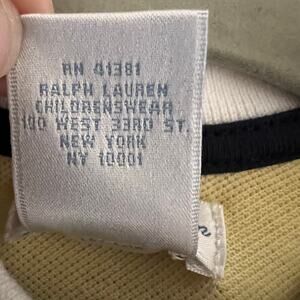 RN 41381
RALPH LAUREN
CHILDRENSWEAR
100 WEST 33RD ST.
NEW YORK
NY 10001